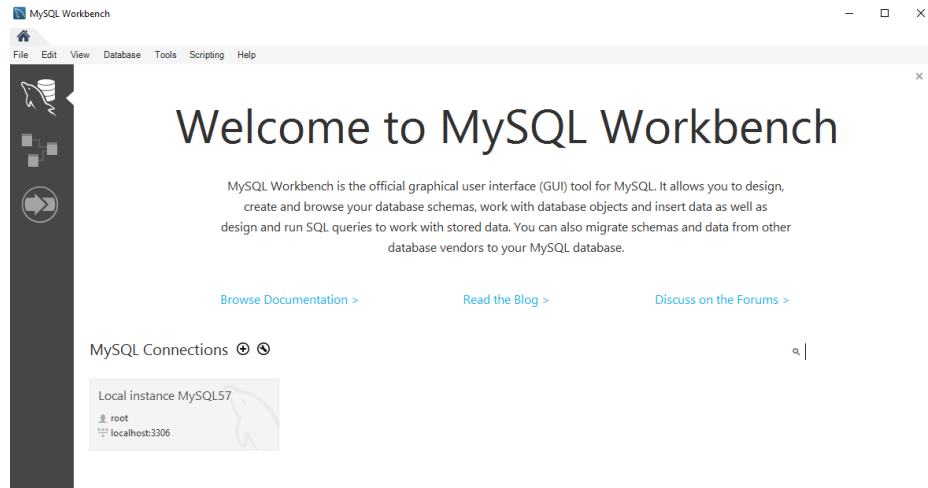 MySQL Workbench
File Edit View Database Tools Scripting Help
Welcome to MySQL Workbench
MySQL Workbench is the official graphical user interface (GUI) tool for MySQL. It allows you to design,
create and browse your database schemas, work with database objects and insert data as well as
design and run SQL queries to work with stored data. You can also migrate schemas and data from other
database vendors to your MySQL database.
Browse Documentation > Read the Blog > Discuss on the Forums >
MySQL Connections
Local instance MySQL57
root
localhost:3306